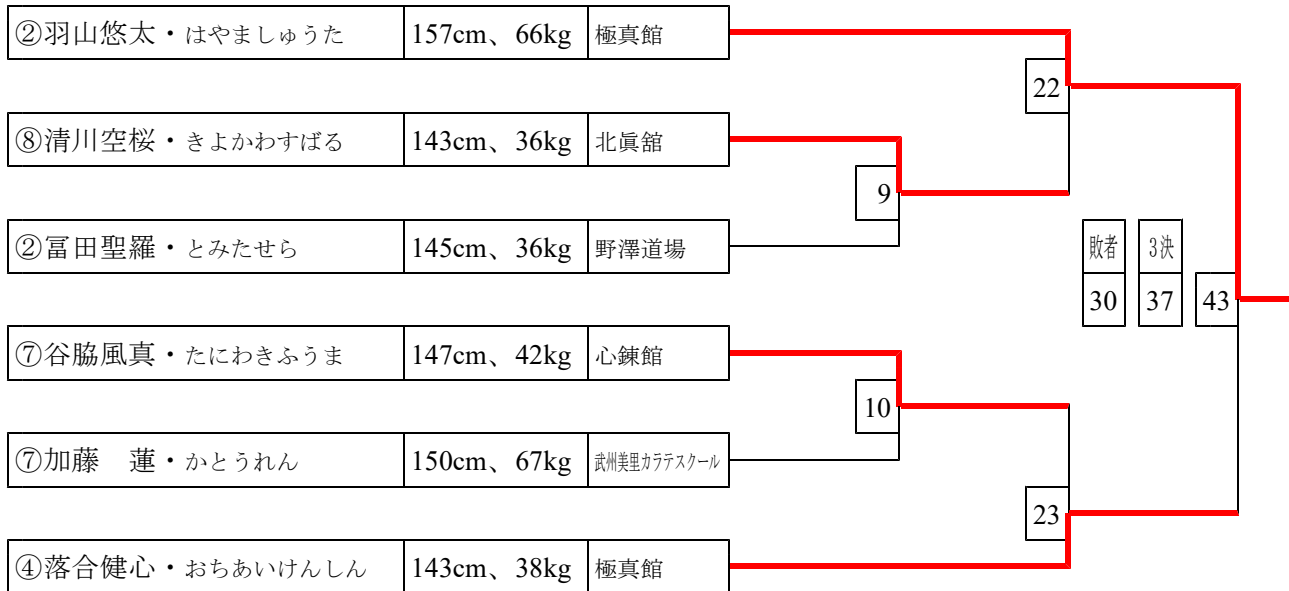 ②羽山悠太・はやましゅうた 157cm、66kg 極真館
22
⑧清川空桜・きよかわすばる 143cm、36kg 北眞舘
9
②冨田聖羅・とみたせら 145cm、36kg 野澤道場
敗者 3決
30 37 43
⑦谷脇風真・たにわきふうま 147cm、42kg 心錬館
10
⑦加藤　蓮・かとうれん 150cm、67kg 武州美里カラテスクール
23
④落合健心・おちあいけんしん 143cm、38kg 極真館